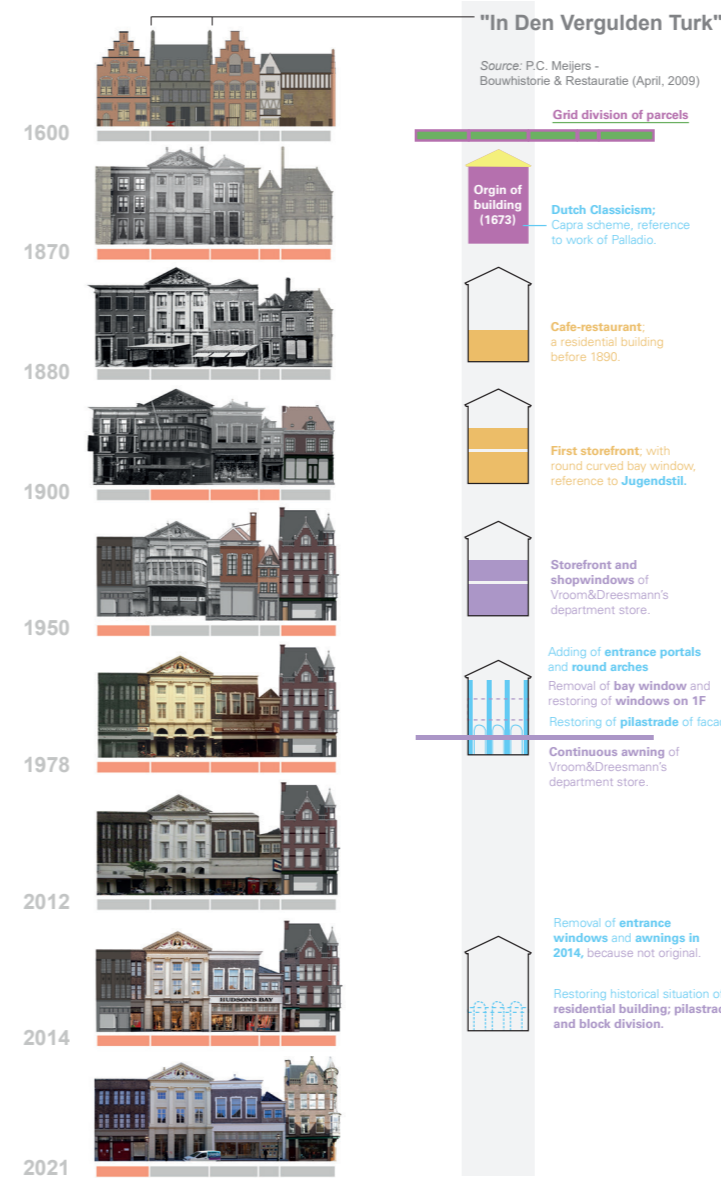 "In Den Vergulden Turk"
Source: P.C. Meijers -
Bouwhistorie & Restauratie (April, 2009)
1600
Grid division of parcels
Orgin of
building
(1673)
Dutch Classicism;
Capra scheme, reference
to work of Palladio.
1870
Cafe-restaurant;
a residential building
before 1890.
1880
First storefront; with
round curved bay window,
reference to Jugendstil.
1900
Storefront and
shopwindows of
Vroom&Dreesmann's
department store.
1950
Adding of entrance portals
and round arches
Removal of bay window and
restoring of windows on 1F
Restoring of pilastrade of facad
Continuous awning of
Vroom&Dreesmann's
department store.
1978
2012
Removal of entrance
windows and awnings in
2014, because not original.
HUDSON'S BAY
Restoring historical situation of
residential building; pilastrad
and block division.
2014
2021